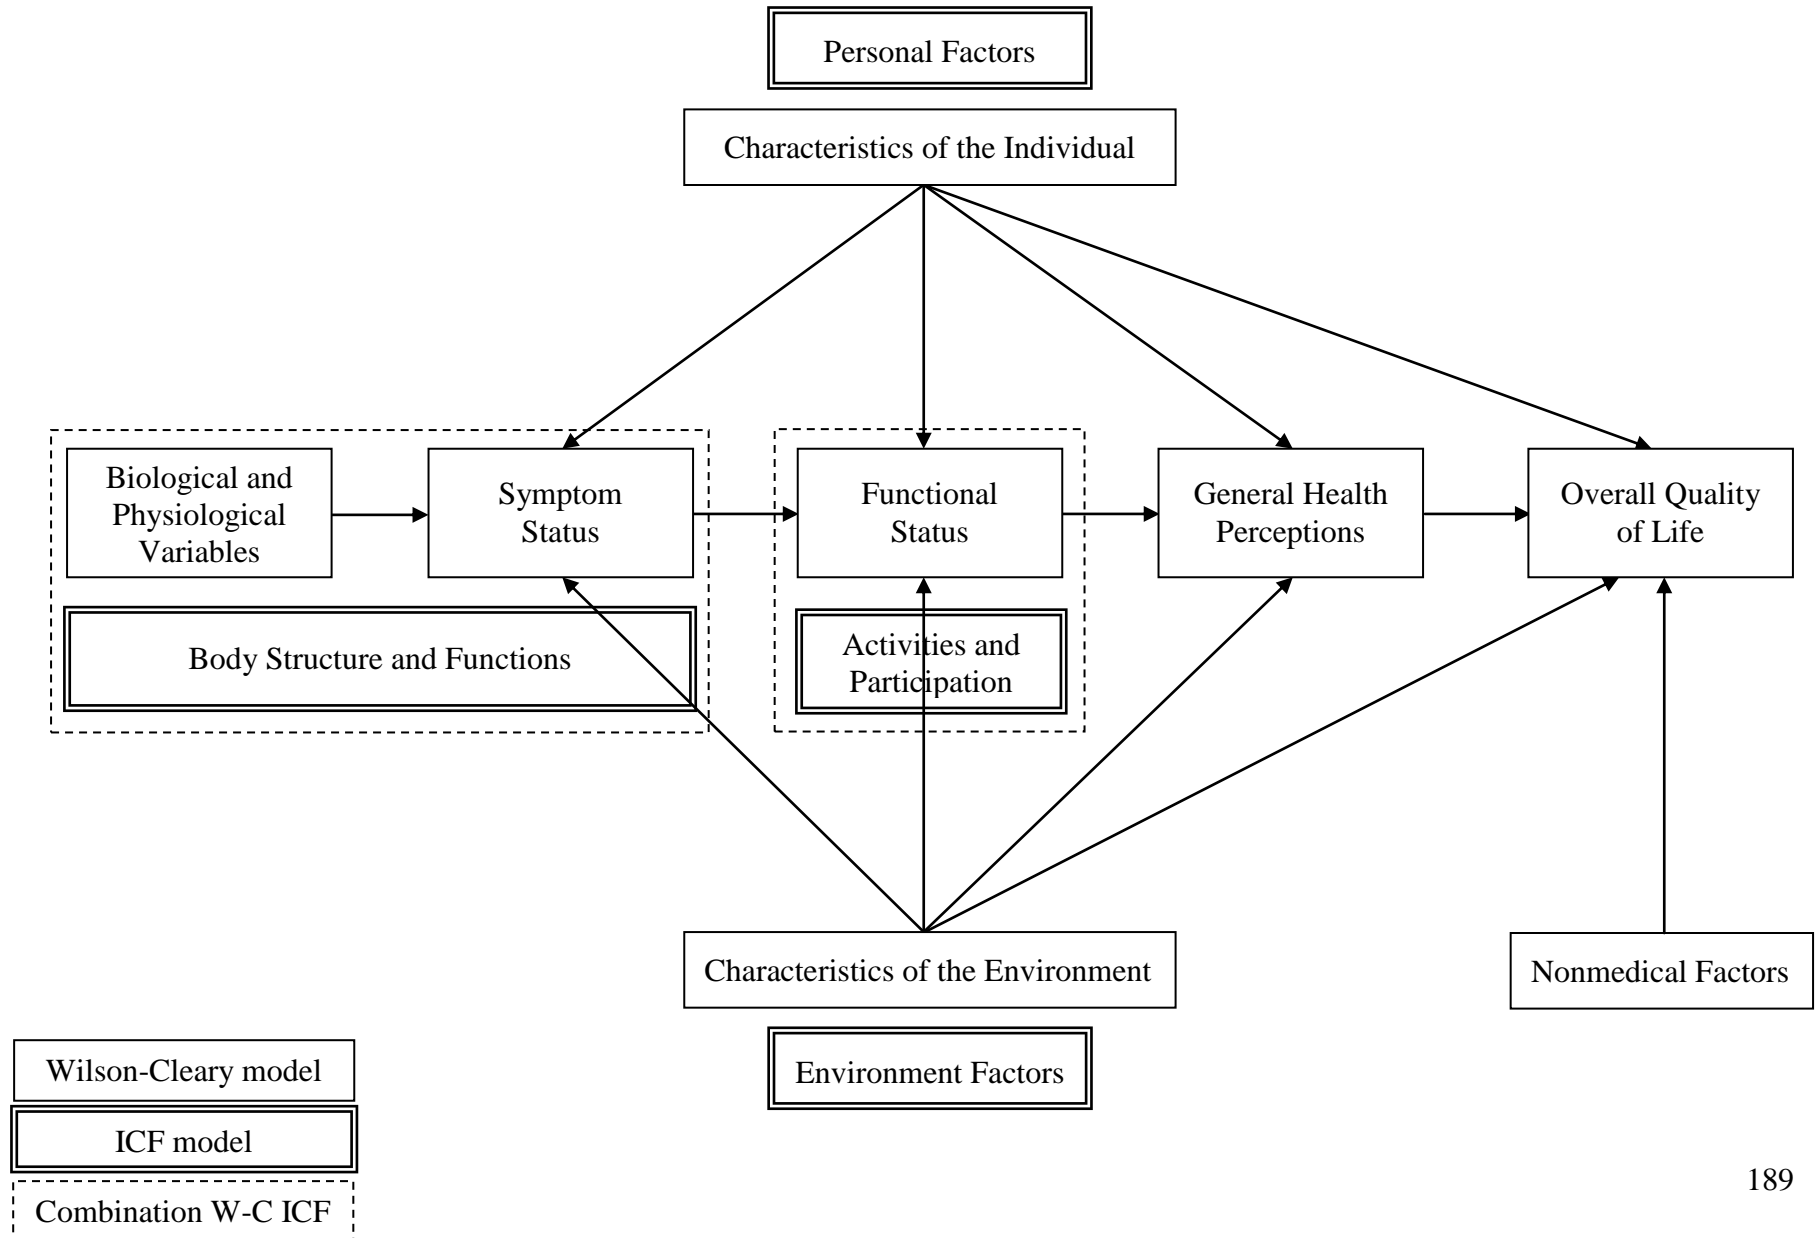 Personal Factors
Characteristics of the Individual
Biological and
Physiological
Variables
Symptom
Status
Functional
Status
General Health
Perceptions
Overall Quality
of Life
Body Structure and Functions
Activities and
Participation
Characteristics of the Environment
Nonmedical Factors
Environment Factors
Wilson-Cleary model
ICF model
Combination W-C ICF
189